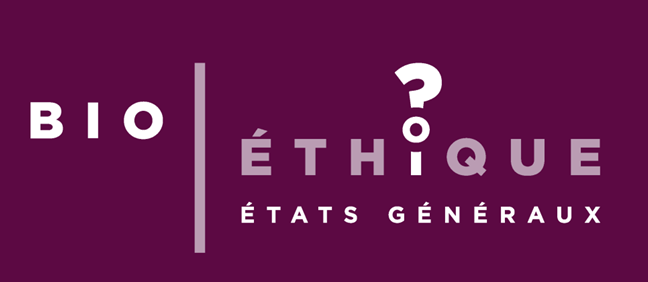 BIO
ÉTHIQUE ?
ÉTATS GÉNÉRAUX